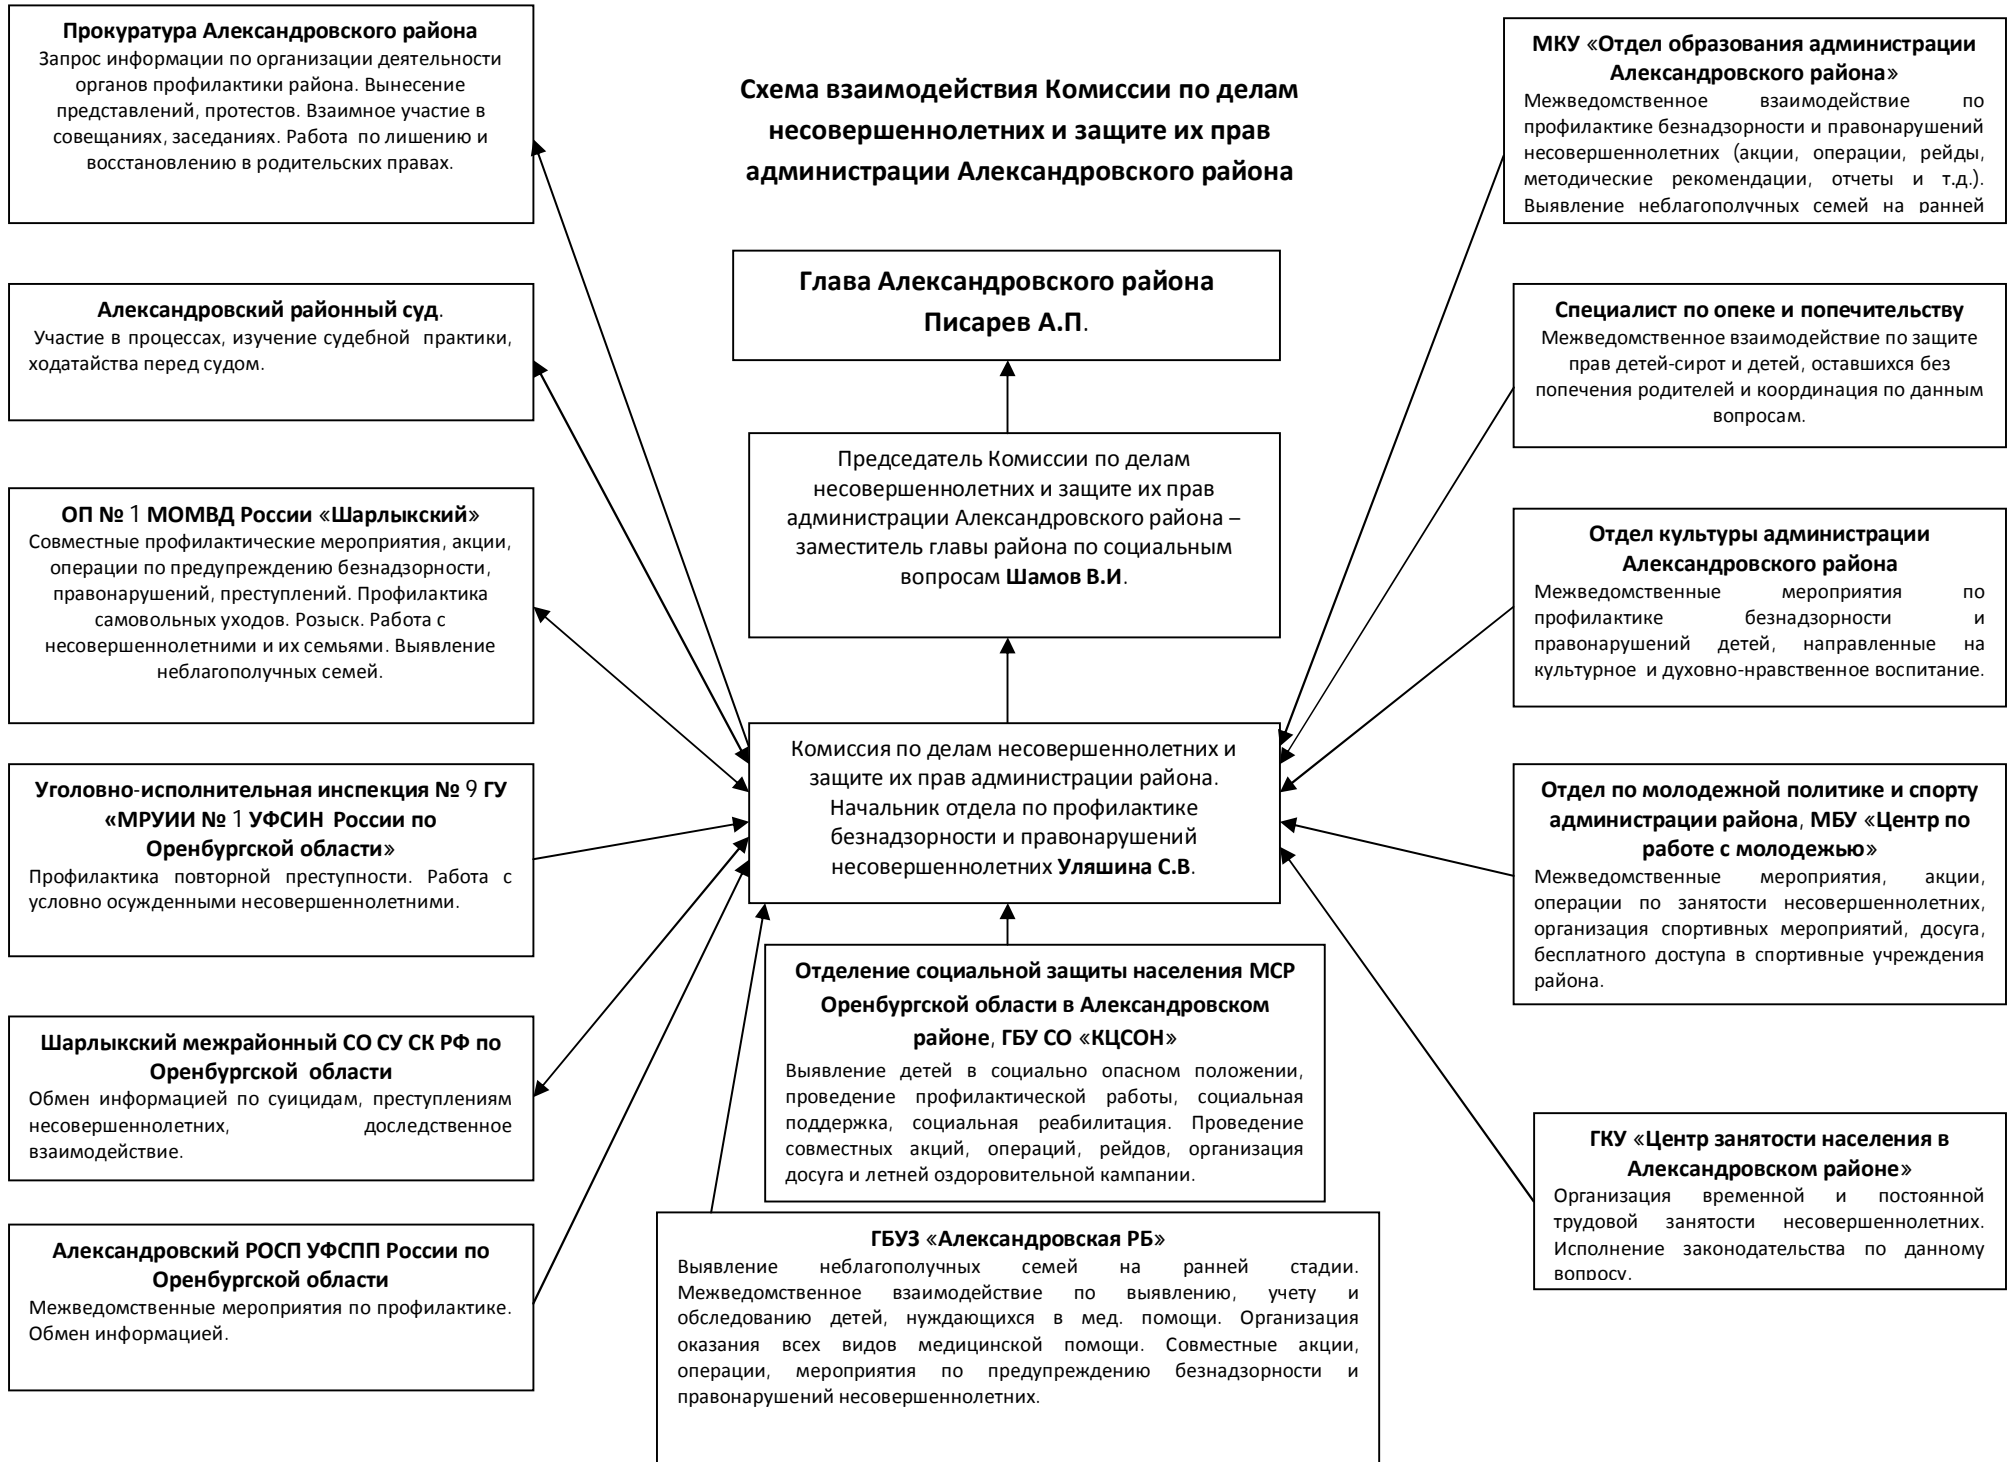 Схема взаимодействия Комиссии по делам
несовершеннолетних и защите их прав
администрации Александровского района
Прокуратура Александровского района
Запрос информации по организации деятельности
органов профилактики района. Вынесение
представлений, протестов. Взаимное участие в
совещаниях, заседаниях. Работа по лишению и
восстановлению в родительских правах.
Александровский районный суд.
Участие в процессах, изучение судебной практики,
ходатайства перед судом.
ОП № 1 МОМВД России «Шарлыкский»
Совместные профилактические мероприятия, акции,
операции по предупреждению безнадзорности,
правонарушений, преступлений. Профилактика
самовольных уходов. Розыск. Работа с
несовершеннолетними и их семьями. Выявление
неблагополучных семей.
Уголовно-исполнительная инспекция № 9 ГУ
«МРУИИ № 1 УФСИН России по
Оренбургской области»
Профилактика повторной преступности. Работа с
условно осужденными несовершеннолетними.
Шарлыкский межрайонный СО СУ СК РФ по
Оренбургской области
Обмен информацией по суицидам, преступлениям
несовершеннолетних, доследственное
взаимодействие.
Александровский РОСП УФСПП России по
Оренбургской области
Межведомственные мероприятия по профилактике.
Обмен информацией.
Глава Александровского района
Писарев А.П.
Председатель Комиссии по делам
несовершеннолетних и защите их прав
администрации Александровского района –
заместитель главы района по социальным
вопросам Шамов В.И.
Комиссия по делам несовершеннолетних и
защите их прав администрации района.
Начальник отдела по профилактике
безнадзорности и правонарушений
несовершеннолетних Уляшина С.В.
Отделение социальной защиты населения МСР
Оренбургской области в Александровском
районе, ГБУ СО «КЦСОН»
Выявление детей в социально опасном положении,
проведение профилактической работы, социальная
поддержка, социальная реабилитация. Проведение
совместных акций, операций, рейдов, организация
досуга и летней оздоровительной кампании.
ГБУЗ «Александровская РБ»
Выявление неблагополучных семей на ранней стадии.
Межведомственное взаимодействие по выявлению, учету и
обследованию детей, нуждающихся в мед. помощи. Организация
оказания всех видов медицинской помощи. Совместные акции,
операции, мероприятия по предупреждению безнадзорности и
правонарушений несовершеннолетних.
МКУ «Отдел образования администрации
Александровского района»
Межведомственное взаимодействие по
профилактике безнадзорности и правонарушений
несовершеннолетних (акции, операции, рейды,
методические рекомендации, отчеты и т.д.).
Выявление неблагополучных семей на ранней
Специалист по опеке и попечительству
Межведомственное взаимодействие по защите
прав детей-сирот и детей, оставшихся без
попечения родителей и координация по данным
вопросам.
Отдел культуры администрации
Александровского района
Межведомственные мероприятия по
профилактике безнадзорности и
правонарушений детей, направленные на
культурное и духовно-нравственное воспитание.
Отдел по молодежной политике и спорту
администрации района, МБУ «Центр по
работе с молодежью»
Межведомственные мероприятия, акции,
операции по занятости несовершеннолетних,
организация спортивных мероприятий, досуга,
бесплатного доступа в спортивные учреждения
района.
ГКУ «Центр занятости населения в
Александровском районе»
Организация временной и постоянной
трудовой занятости несовершеннолетних.
Исполнение законодательства по данному
вопросу.